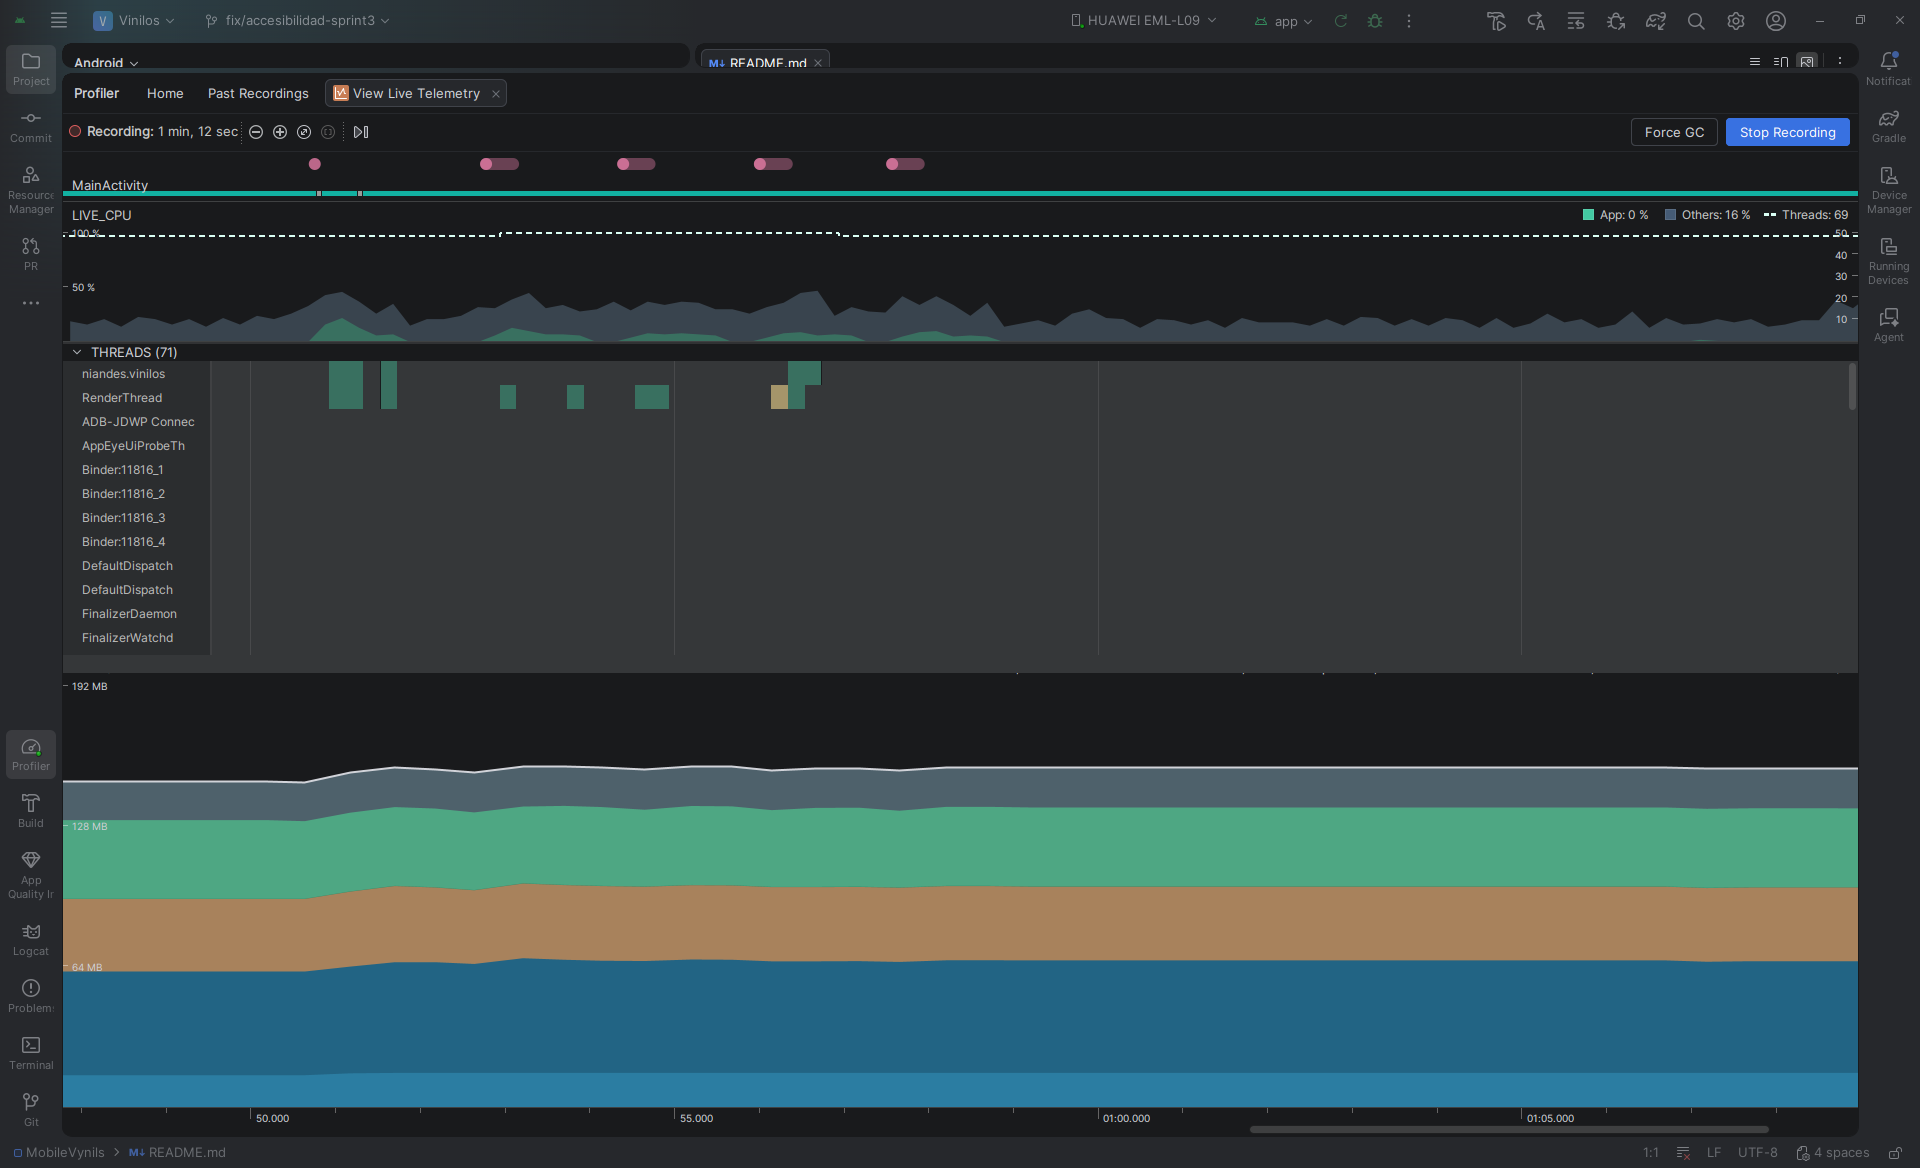 V Vinilos
fix/accesibilidad-sprint3
HUAWEI EML-L09
app
Project
Commit
Resource
Manager
PR
Android
README.md
Profiler
Home
Past Recordings
View Live Telemetry
Recording: 1 min, 12 sec
Force GC
Stop Recording
MainActivity
LIVE_CPU
App: 0 %
Others: 16 %
Threads: 69
100 %
50 %
50
40
30
20
10
THREADS (71)
niandes.vinilos
RenderThread
ADB-JDWP Connec
AppEyeUiProbeTh
Binder:11816_1
Binder:11816_2
Binder:11816_3
Binder:11816_4
DefaultDispatch
DefaultDispatch
FinalizerDaemon
FinalizerWatchd
192 MB
128 MB
64 MB
50.000
55.000
01:00.000
01:05.000
Notificat
Gradle
Device
Manager
Running
Devices
Agent
Profiler
Build
App
Quality In
Logcat
Problems
Terminal
Git
MobileVynils > M↓ README.md
1:1
LF
UTF-8
4 spaces